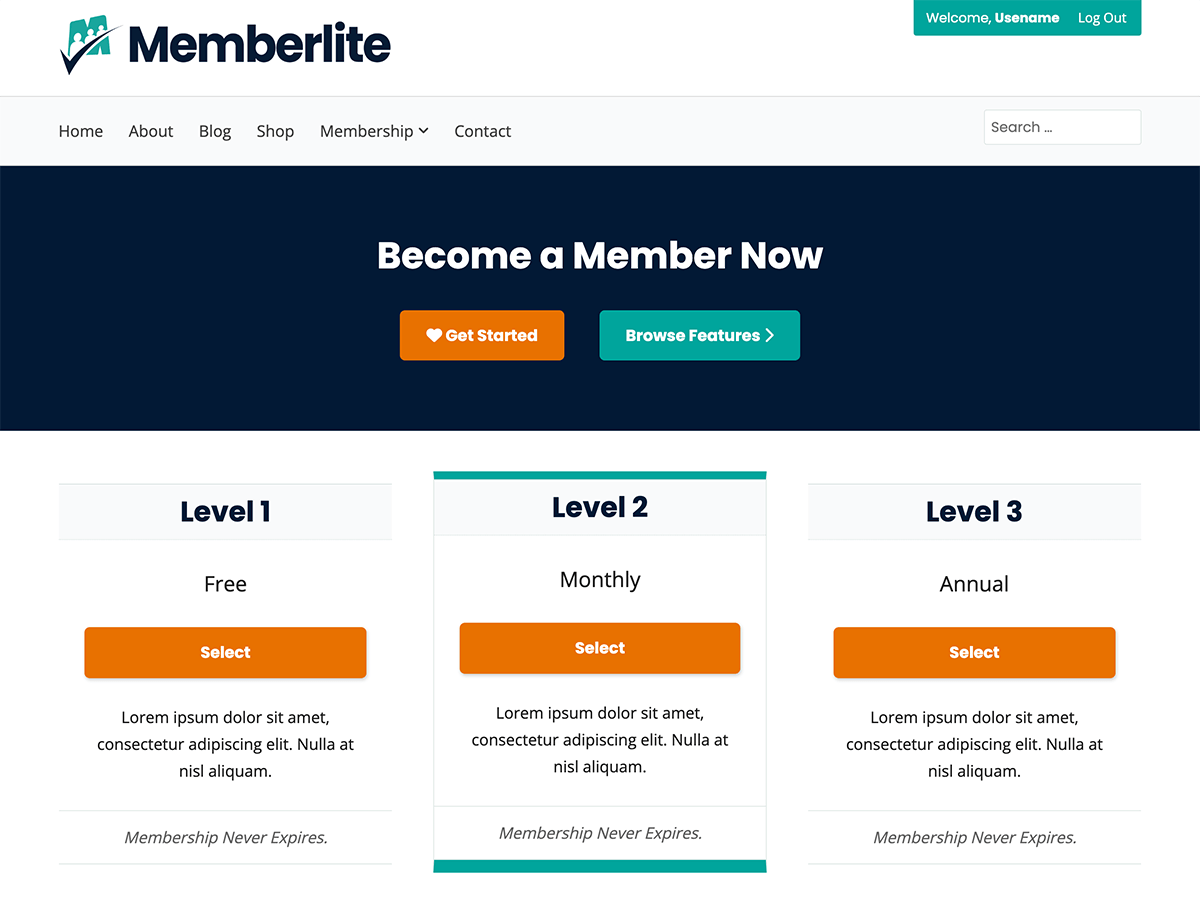 Memberlite
Welcome, Usename Log Out
Home About Blog Shop Membership Contact
Search …
Become a Member Now
Get Started Browse Features
Level 1
Free
Select
Lorem ipsum dolor sit amet,
consectetur adipiscing elit. Nulla at
nisl aliquam.
Membership Never Expires.
Level 2
Monthly
Select
Lorem ipsum dolor sit amet,
consectetur adipiscing elit. Nulla at
nisl aliquam.
Membership Never Expires.
Level 3
Annual
Select
Lorem ipsum dolor sit amet,
consectetur adipiscing elit. Nulla at
nisl aliquam.
Membership Never Expires.